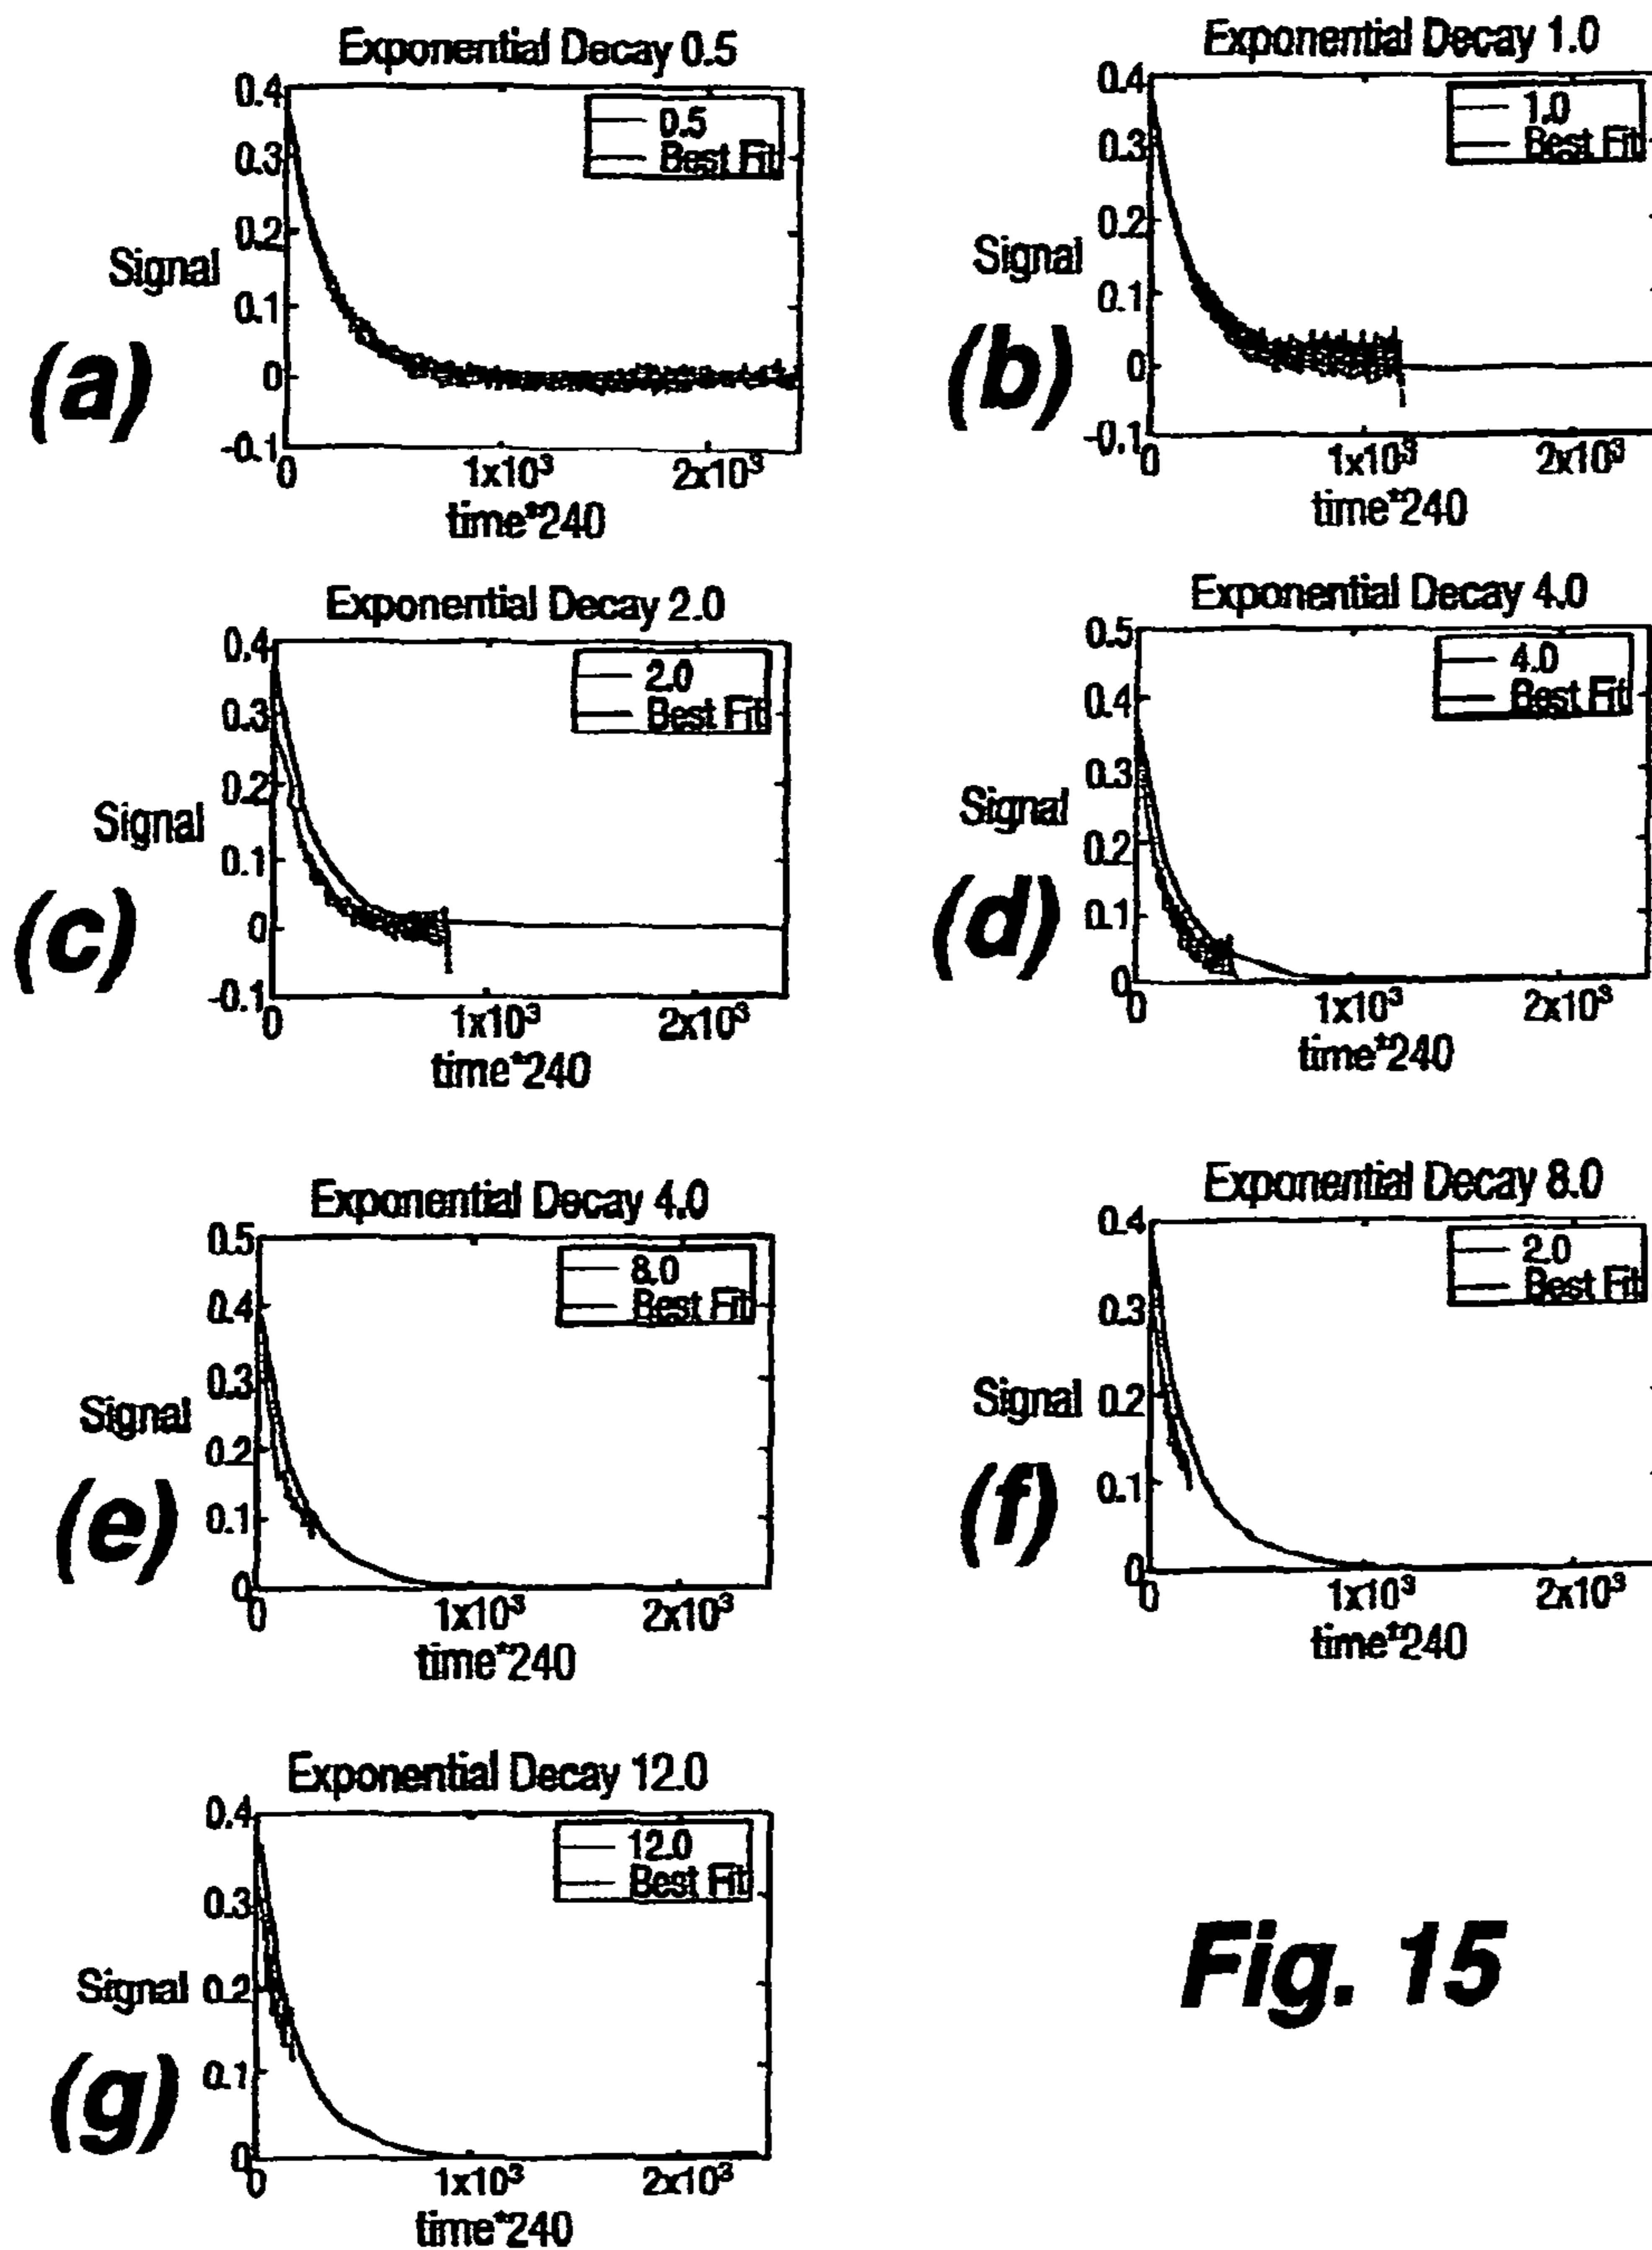 Exponential Decay 0.5
0.4
0.3
0.2
0.1
0
-0.1
Signal
0.5
Best Fit
0
1x10³
2x10³
time*240
(a)
Exponential Decay 1.0
0.4
0.3
0.2
0.1
0
-0.1
Signal
1.0
Best Fit
0
1x10³
2x10³
time*240
(b)
Exponential Decay 2.0
0.4
0.3
0.2
0.1
0
-0.1
Signal
2.0
Best Fit
0
1x10³
2x10³
time*240
(c)
Exponential Decay 4.0
0.5
0.4
0.3
0.2
0.1
0
Signal
4.0
Best Fit
0
1x10³
2x10³
time*240
(d)
Exponential Decay 4.0
0.5
0.4
0.3
0.2
0.1
0
Signal
8.0
Best Fit
0
1x10³
2x10³
time*240
(e)
Exponential Decay 8.0
0.4
0.3
0.2
0.1
0
Signal
2.0
Best Fit
0
1x10³
2x10³
time*240
(f)
Exponential Decay 12.0
0.4
0.3
0.2
0.1
0
Signal
12.0
Best Fit
0
1x10³
2x10³
time*240
(g)
Fig. 15